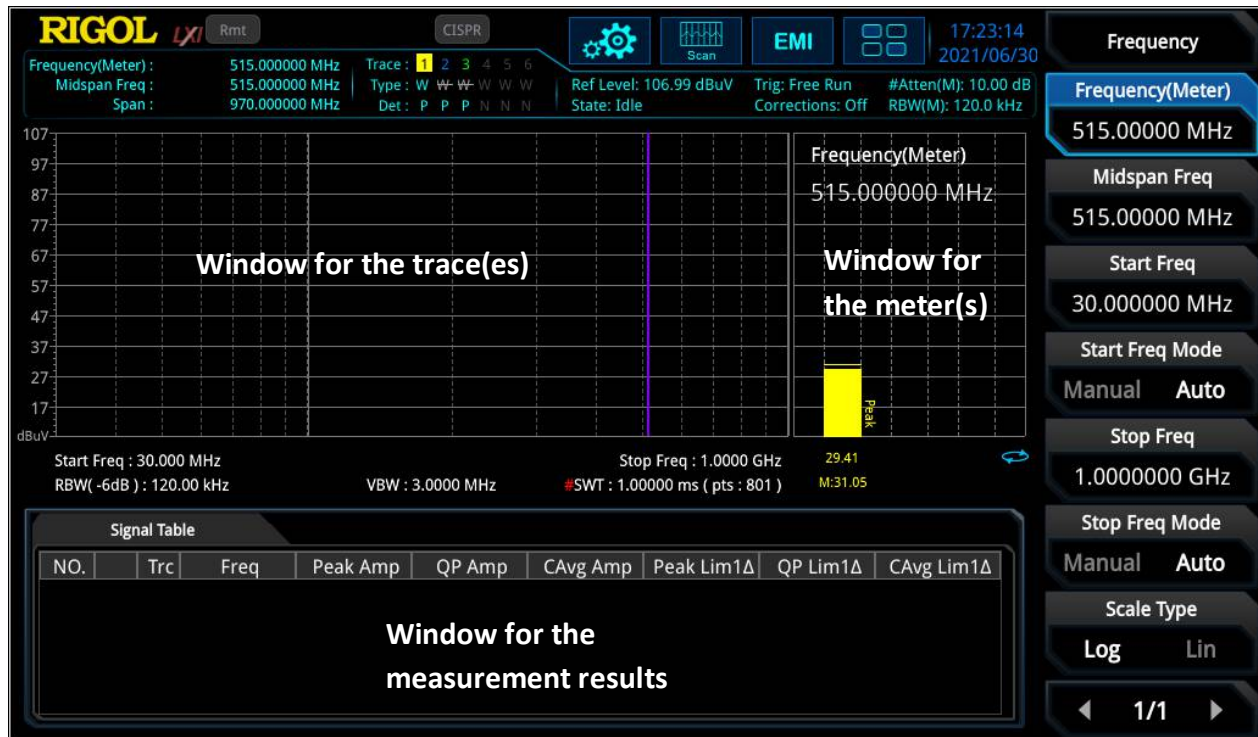 RIGOL LXI Rmt CISPR
Scan
EMI
17:23:14
2021/06/30
Frequency(Meter) : 515.000000 MHz
Midspan Freq : 515.000000 MHz
Span : 970.000000 MHz
Trace : 1 2 3 4 5 6
Type : W W W W W W
Det : P P P N N N
Ref Level: 106.99 dBuV Trig: Free Run #Atten(M): 10.00 dB
State: Idle Corrections: Off RBW(M): 120.0 kHz
107
97
87
77
67
57
47
37
27
17
dBuV
Window for the trace(es)
Frequency(Meter)
515.000000 MHz
Window for
the meter(s)
Peak
29.41
M:31.05
Start Freq : 30.000 MHz Stop Freq : 1.0000 GHz
RBW( -6dB ) : 120.00 kHz VBW : 3.0000 MHz #SWT : 1.00000 ms ( pts : 801 )
Signal Table
NO. Trc Freq Peak Amp QP Amp CAvg Amp Peak Lim1Δ QP Lim1Δ CAvg Lim1Δ
Window for the
measurement results
Frequency
Frequency(Meter)
515.00000 MHz
Midspan Freq
515.00000 MHz
Start Freq
30.000000 MHz
Start Freq Mode
Manual Auto
Stop Freq
1.0000000 GHz
Stop Freq Mode
Manual Auto
Scale Type
Log Lin
1/1